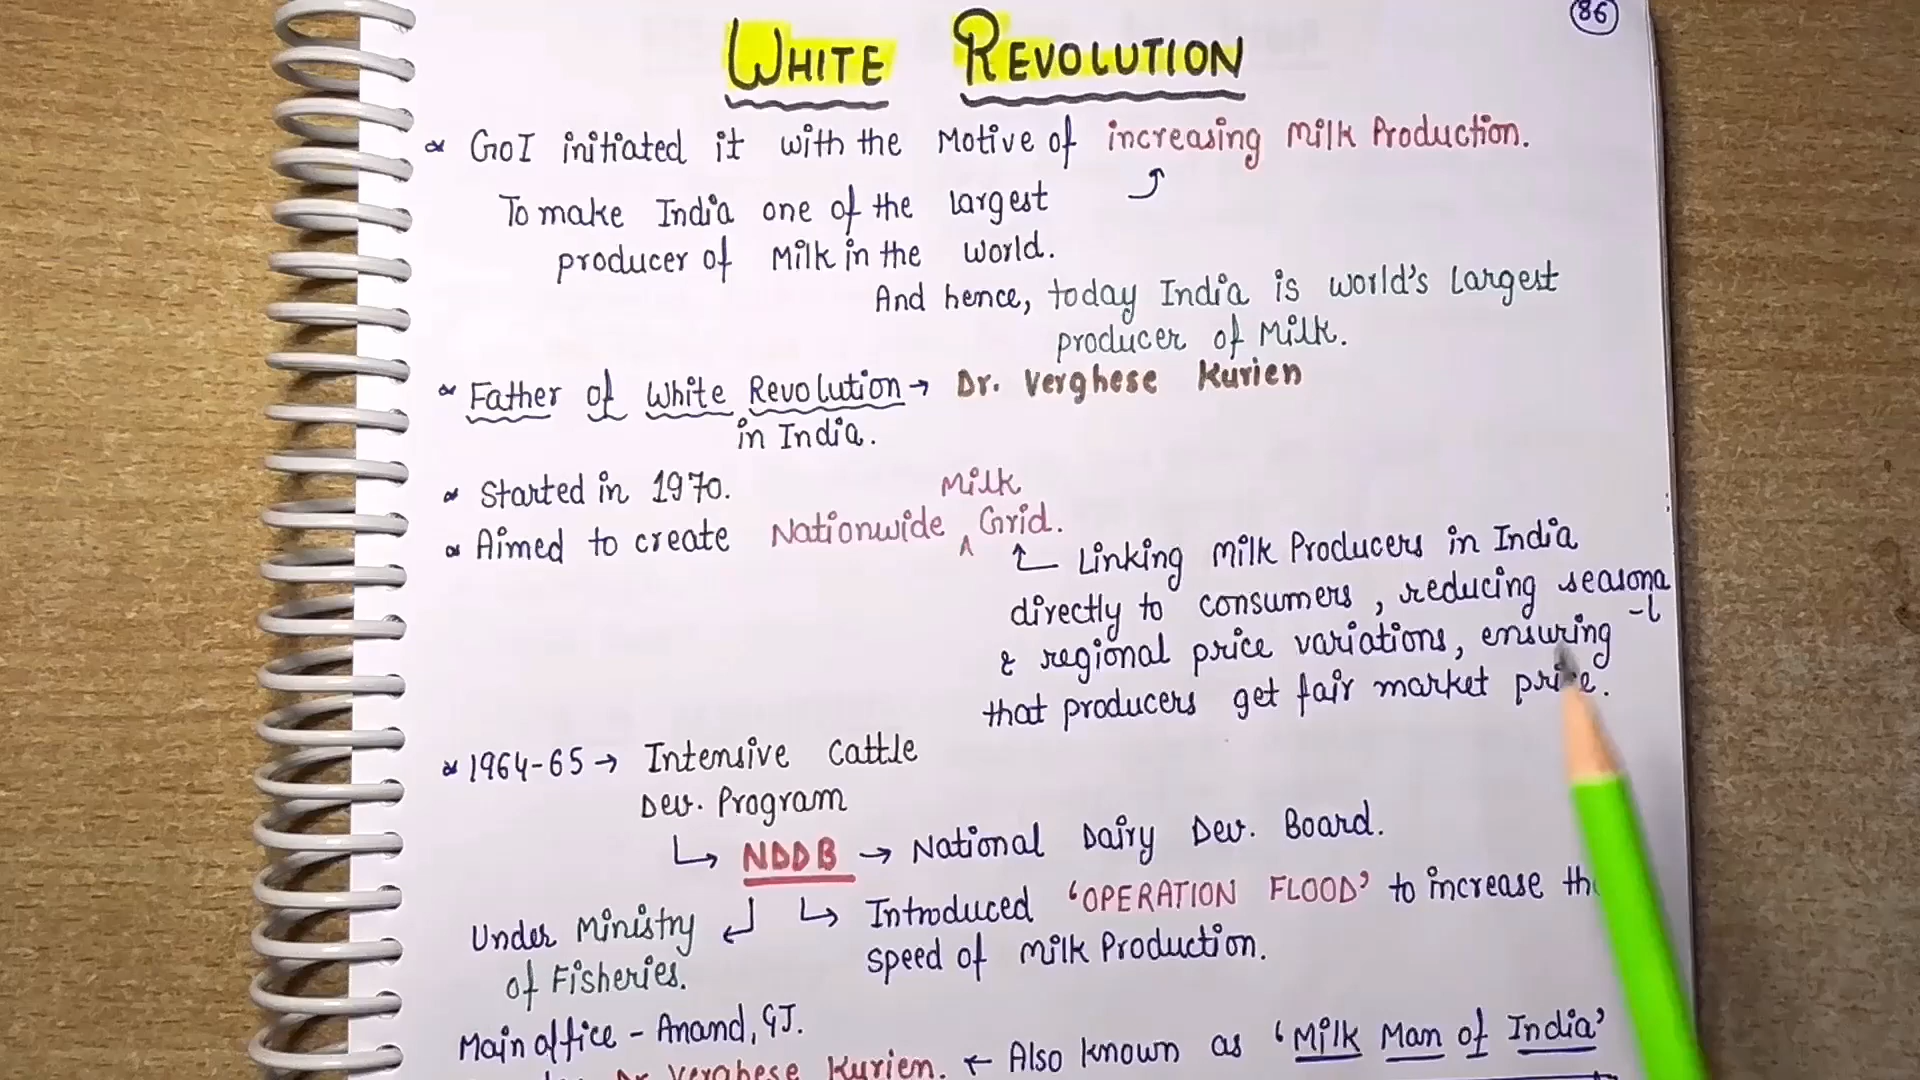 86
WHITE REVOLUTION
GOI initiated it with the Motive of increasing Milk Production.
To make India one of the largest
producer of Milk in the world.
And hence, today India is world's largest
producer of Milk.
Father of White Revolution → Dr. Verghese Kurien
in India.
Started in 1970.
Milk
Aimed to create Nationwide ^ Grid.
Linking Milk Producers in India
directly to consumers, reducing seasona
-l
& regional price variations, ensuring
that producers get fair market price.
1964-65 → Intensive Cattle
Dev. Program
NDDB → National Dairy Dev. Board.
Introduced 'OPERATION FLOOD' to increase the
speed of Milk Production.
Under Ministry
of Fisheries.
Main office - Anand, GJ.
Dr Verghese Kurien. ← Also known as 'Milk Man of India'